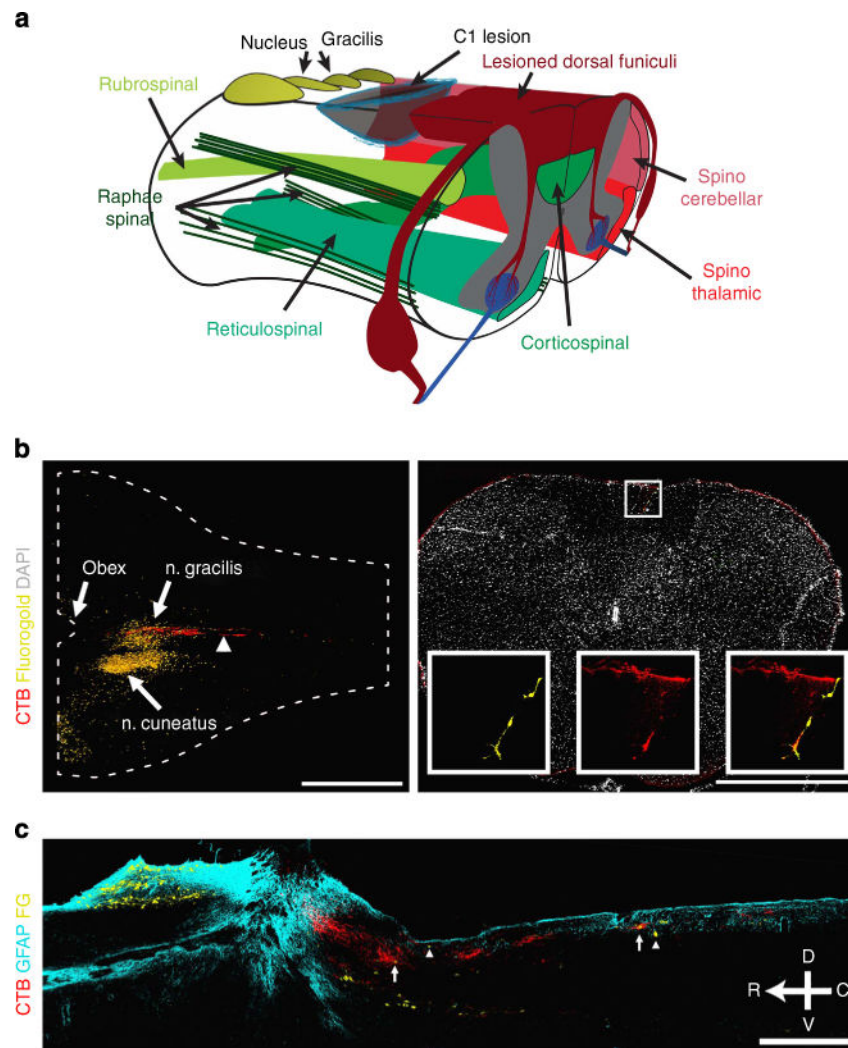 a
Nucleus Gracilis
C1 lesion
Lesioned dorsal funiculi
Rubrospinal
Raphae
spinal
Spino
cerebellar
Spino
thalamic
Reticulospinal
Corticospinal
b
CTB Fluorogold DAPI
Obex
n. gracilis
n. cuneatus
c
CTB GFAP FG
D
R C
V